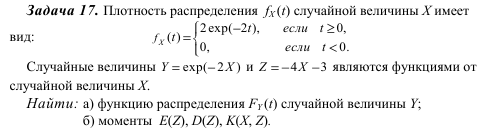 Задача 17. Плотность распределения f_X(t) случайной величины X имеет
вид: f_X(t) = { 2 exp(−2t), если t ≥ 0,
0, если t < 0.
Случайные величины Y = exp(−2X) и Z = −4X −3 являются функциями от
случайной величины X.
Найти: а) функцию распределения F_Y(t) случайной величины Y;
б) моменты E(Z), D(Z), K(X, Z).